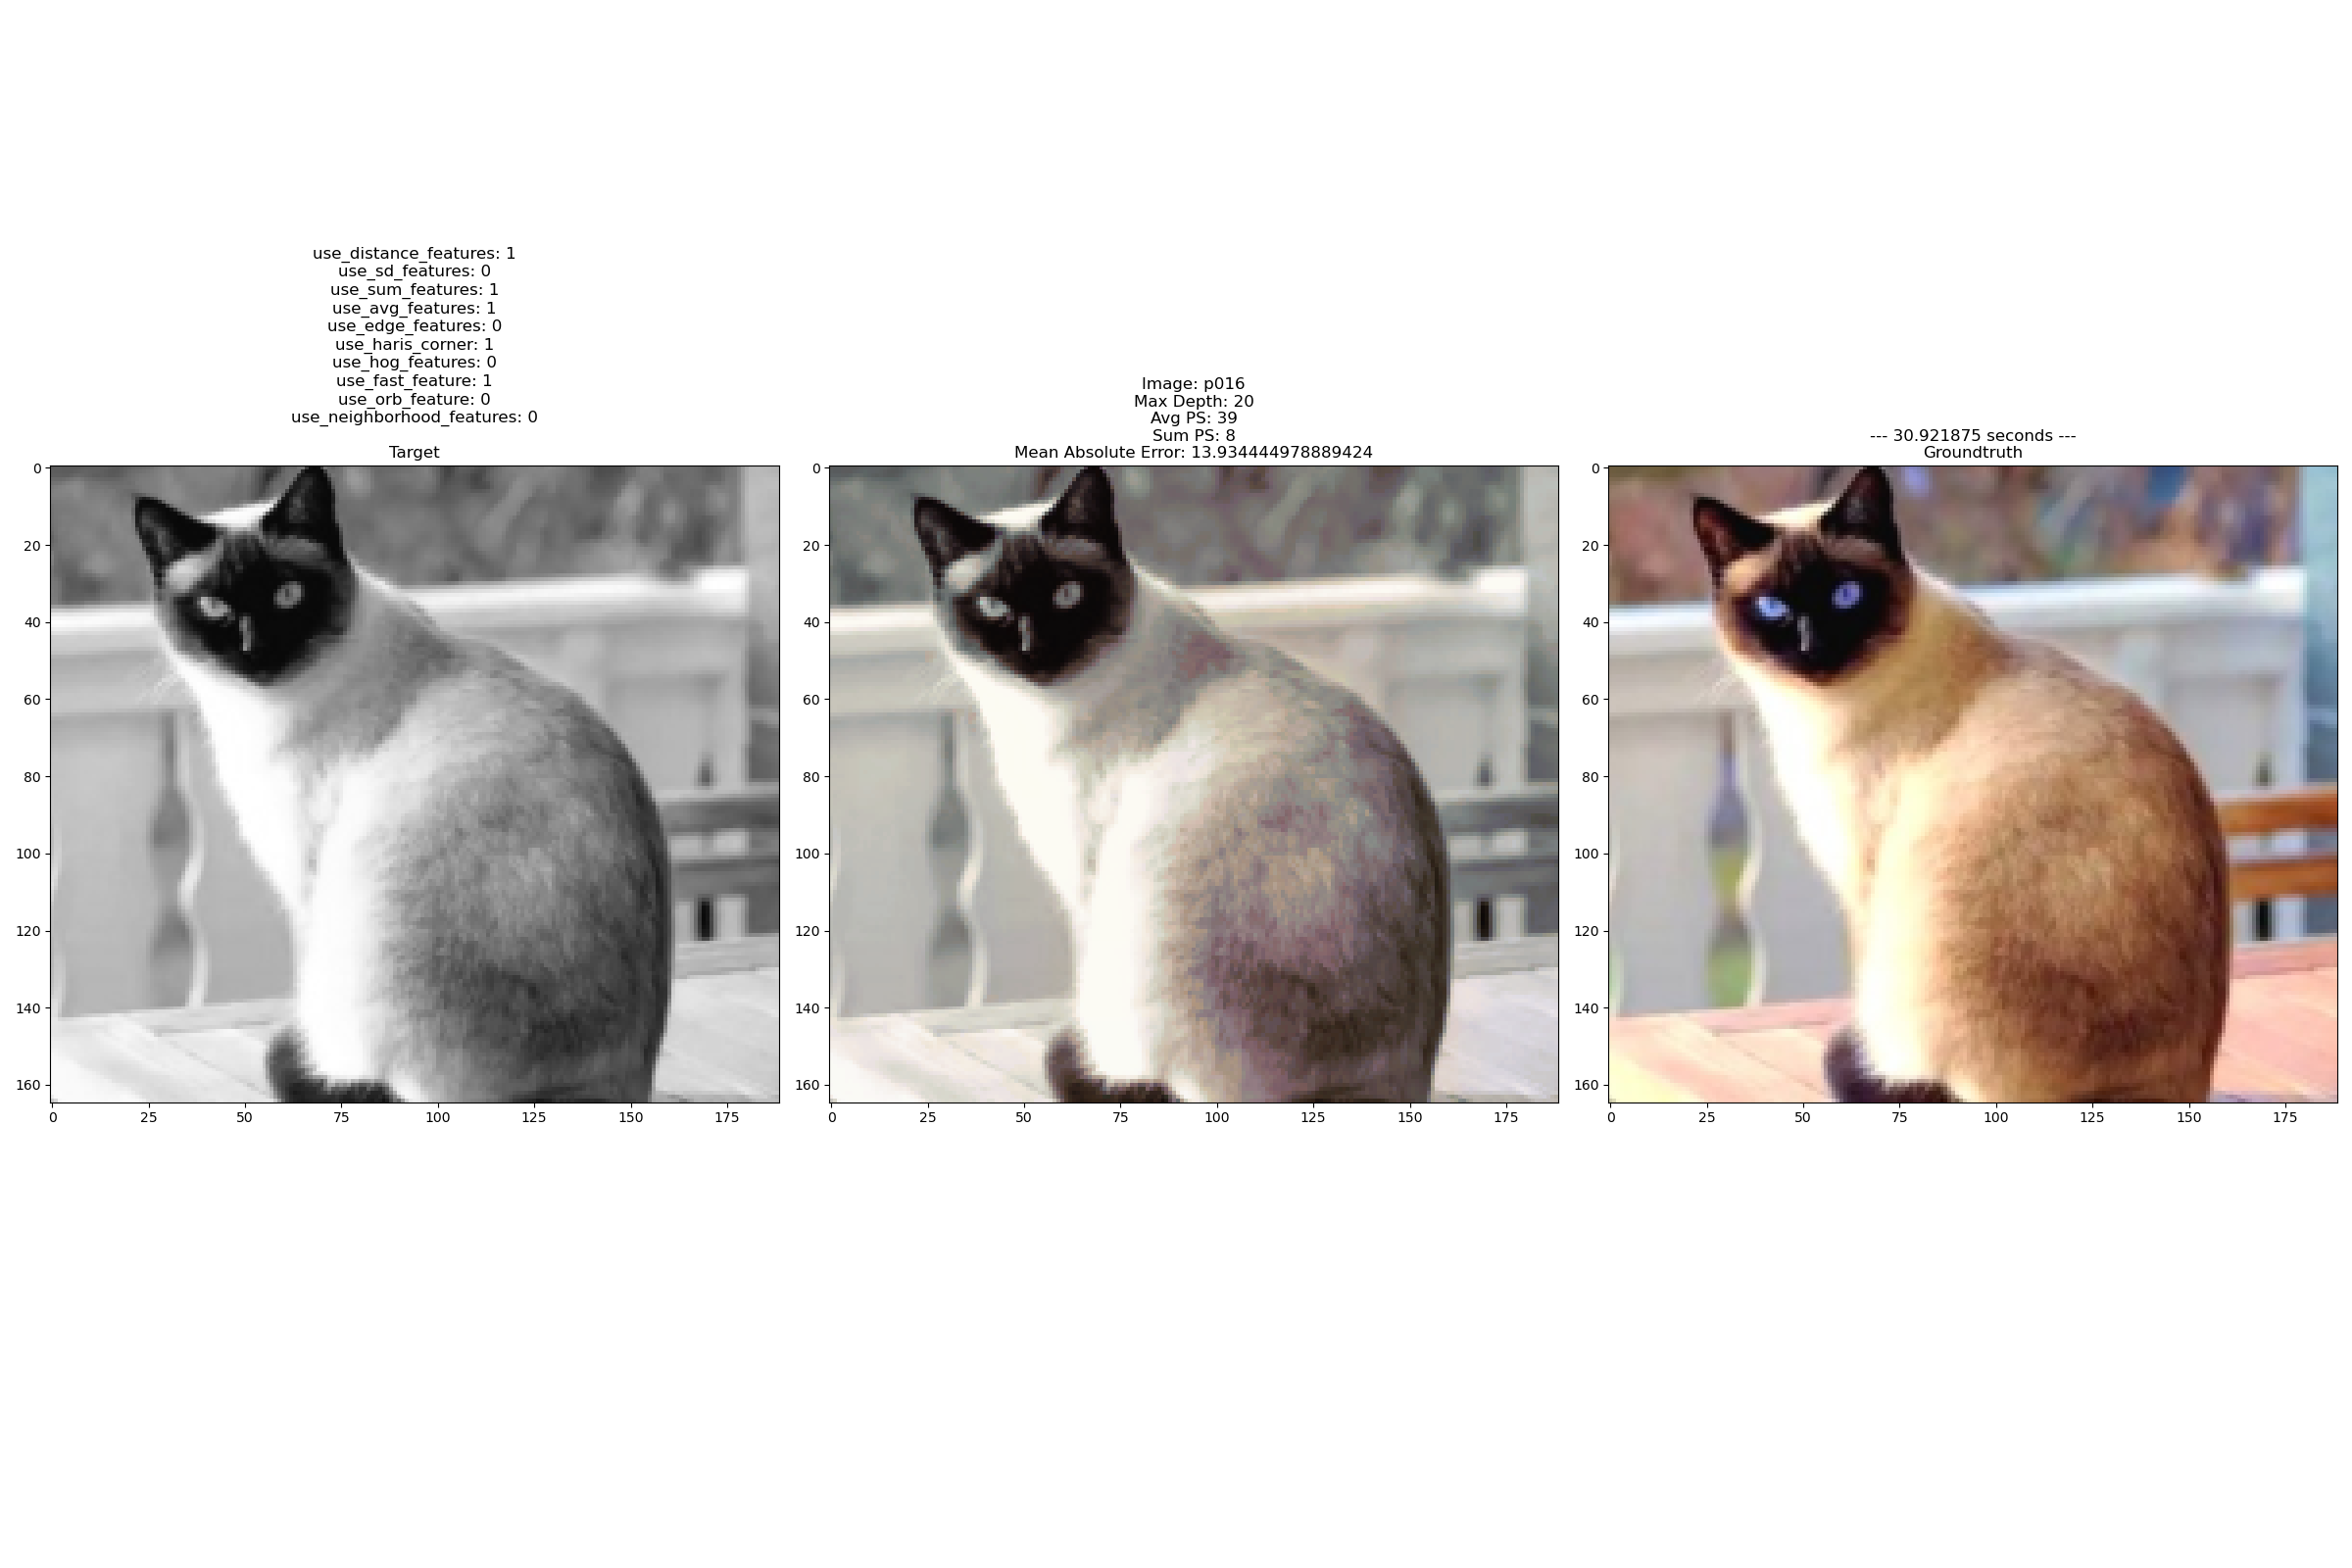 use_distance_features: 1
use_sd_features: 0
use_sum_features: 1
use_avg_features: 1
use_edge_features: 0
use_haris_corner: 1
use_hog_features: 0
use_fast_feature: 1
use_orb_feature: 0
use_neighborhood_features: 0
Target
0
20
40
60
80
100
120
140
160
0 25 50 75 100 125 150 175
Image: p016
Max Depth: 20
Avg PS: 39
Sum PS: 8
Mean Absolute Error: 13.934444978889424
0
20
40
60
80
100
120
140
160
0 25 50 75 100 125 150 175
--- 30.921875 seconds ---
Groundtruth
0
20
40
60
80
100
120
140
160
0 25 50 75 100 125 150 175